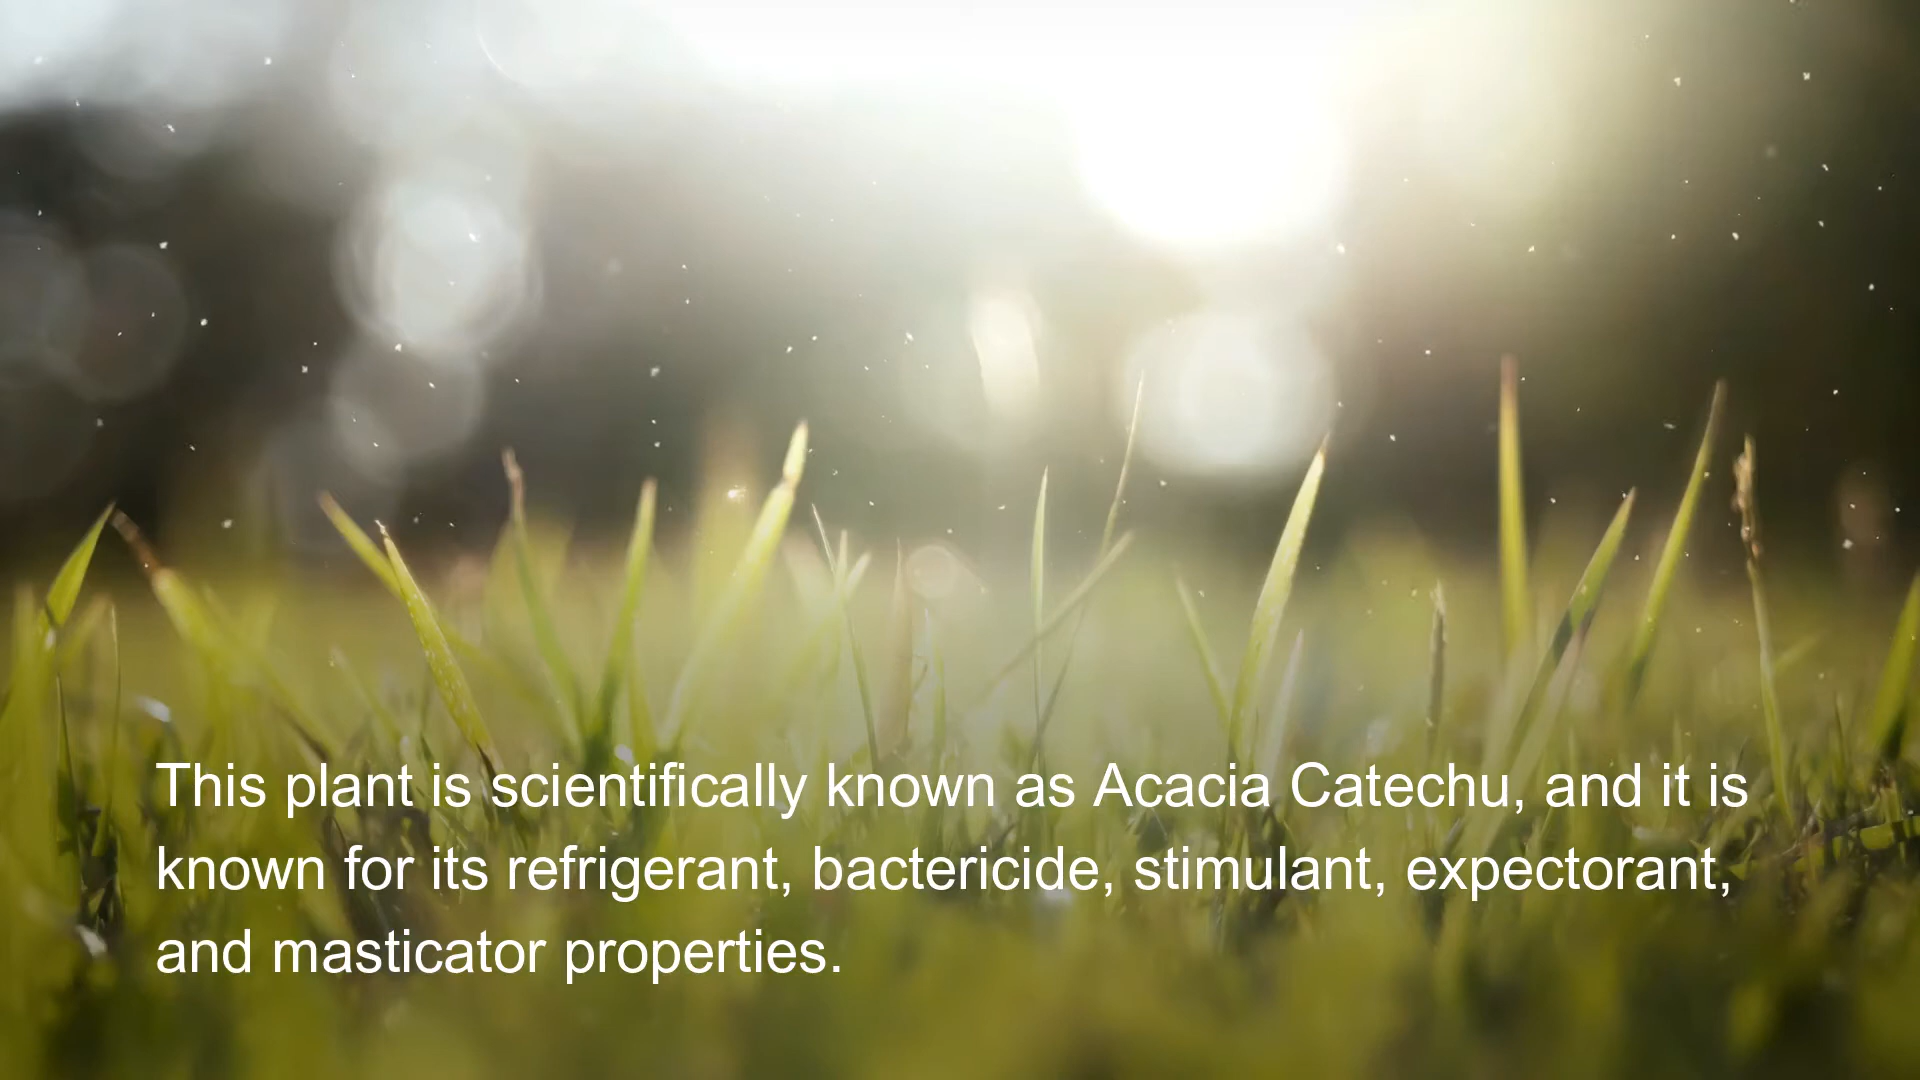 This plant is scientifically known as Acacia Catechu, and it is
known for its refrigerant, bactericide, stimulant, expectorant,
and masticator properties.